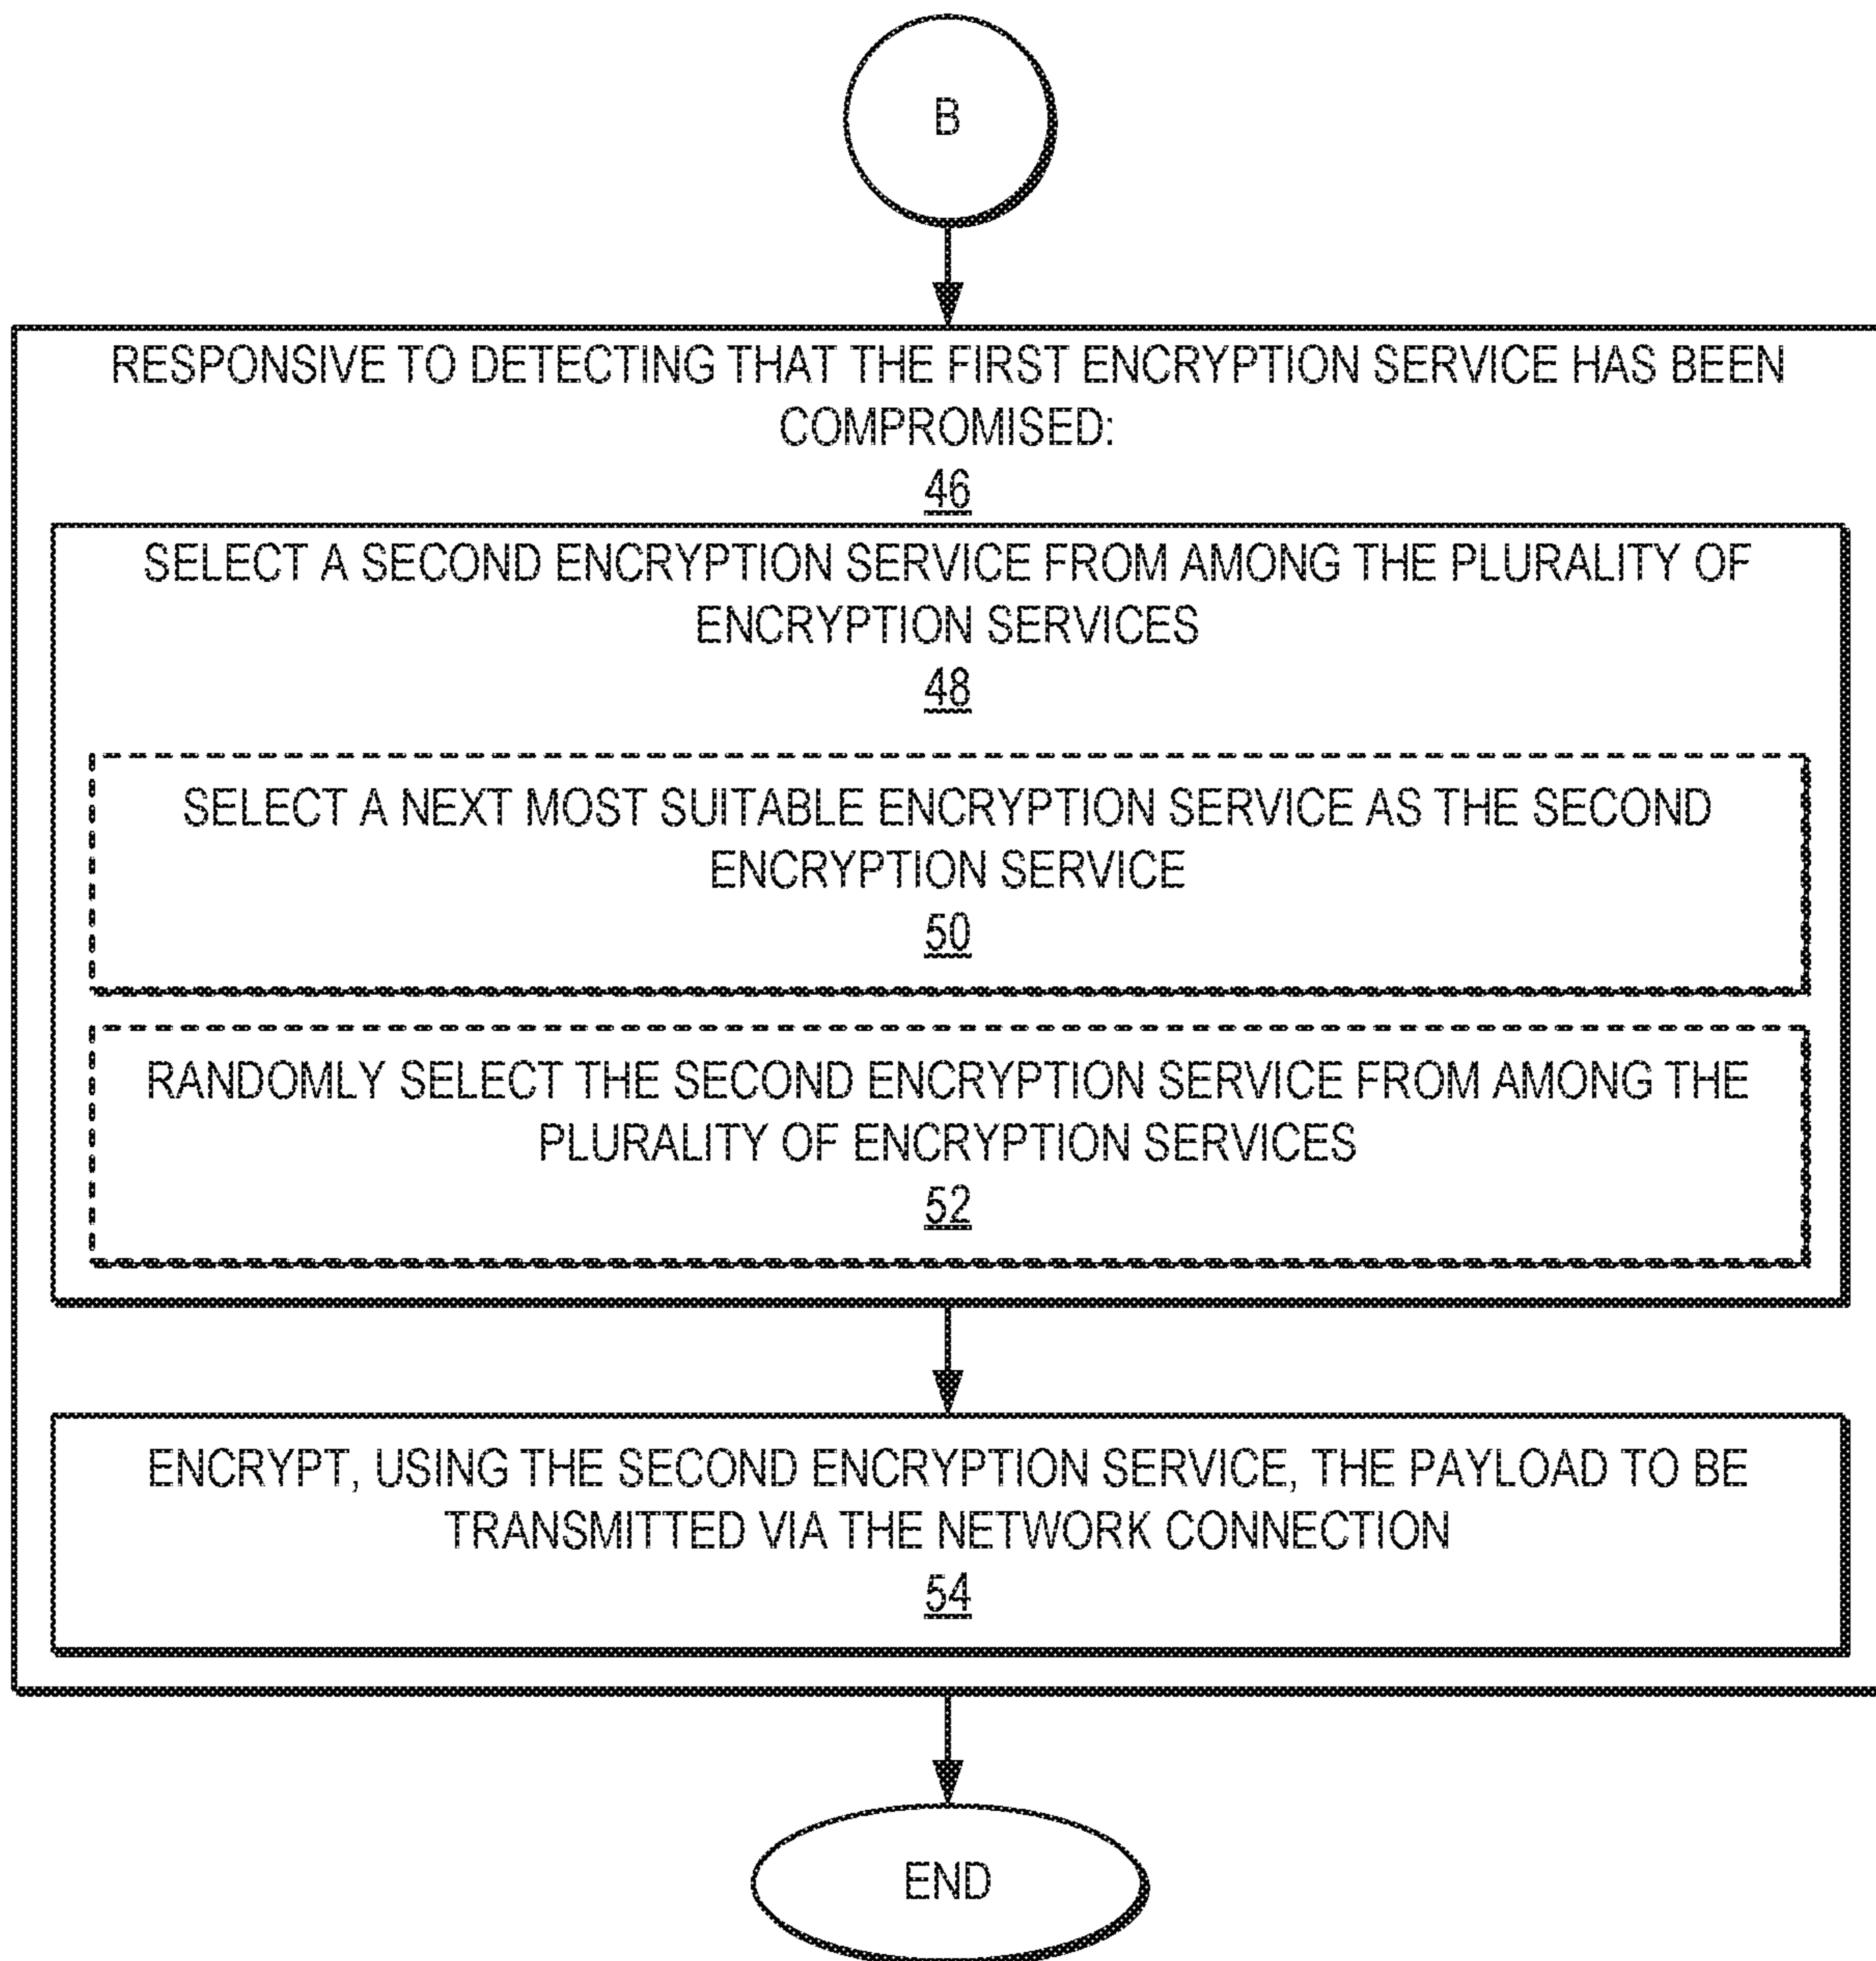 B
RESPONSIVE TO DETECTING THAT THE FIRST ENCRYPTION SERVICE HAS BEEN
COMPROMISED:
46
SELECT A SECOND ENCRYPTION SERVICE FROM AMONG THE PLURALITY OF
ENCRYPTION SERVICES
48
SELECT A NEXT MOST SUITABLE ENCRYPTION SERVICE AS THE SECOND
ENCRYPTION SERVICE
50
RANDOMLY SELECT THE SECOND ENCRYPTION SERVICE FROM AMONG THE
PLURALITY OF ENCRYPTION SERVICES
52
ENCRYPT, USING THE SECOND ENCRYPTION SERVICE, THE PAYLOAD TO BE
TRANSMITTED VIA THE NETWORK CONNECTION
54
END